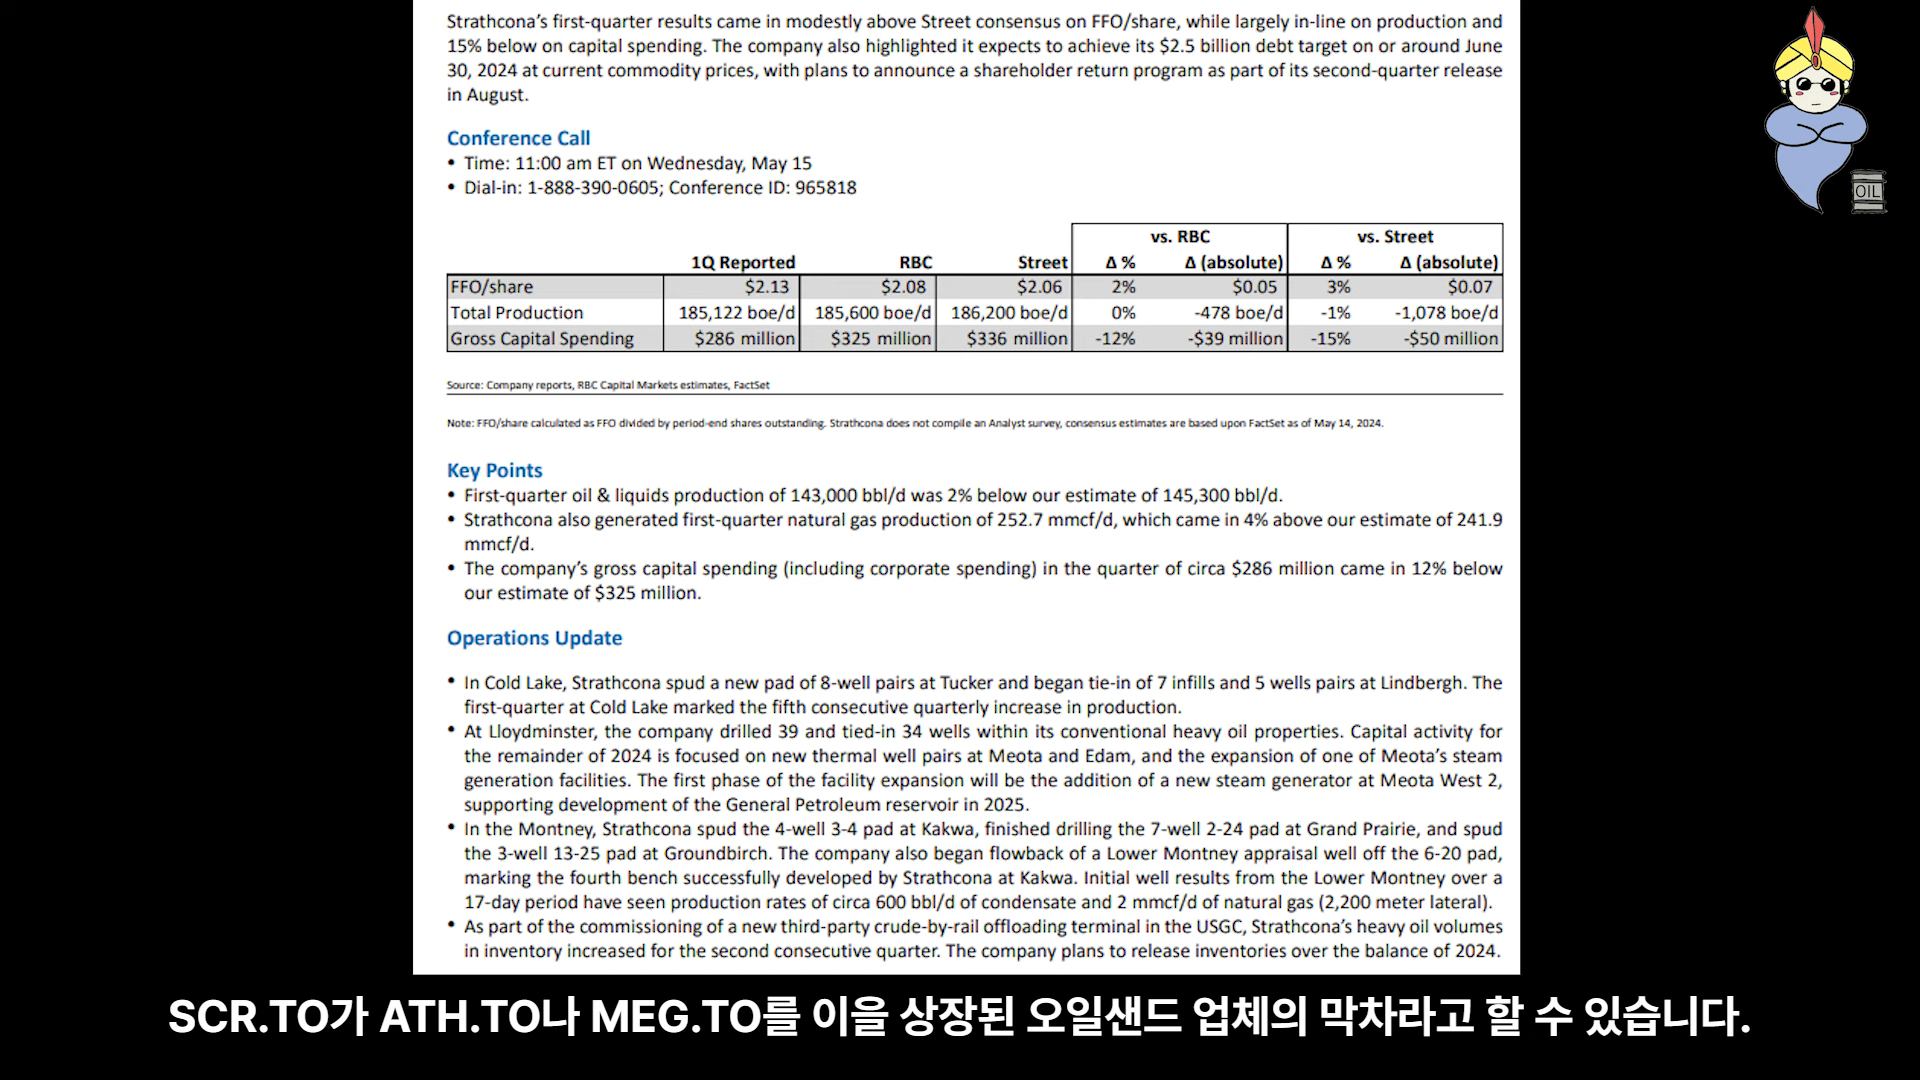 Strathcona's first-quarter results came in modestly above Street consensus on FFO/share, while largely in-line on production and
15% below on capital spending. The company also highlighted it expects to achieve its $2.5 billion debt target on or around June
30, 2024 at current commodity prices, with plans to announce a shareholder return program as part of its second-quarter release
in August.
Conference Call
• Time: 11:00 am ET on Wednesday, May 15
• Dial-in: 1-888-390-0605; Conference ID: 965818
vs. RBC vs. Street
1Q Reported RBC Street Δ % Δ (absolute) Δ % Δ (absolute)
FFO/share $2.13 $2.08 $2.06 2% $0.05 3% $0.07
Total Production 185,122 boe/d 185,600 boe/d 186,200 boe/d 0% -478 boe/d -1% -1,078 boe/d
Gross Capital Spending $286 million $325 million $336 million -12% -$39 million -15% -$50 million
Source: Company reports, RBC Capital Markets estimates, FactSet
Note: FFO/share calculated as FFO divided by period-end shares outstanding. Strathcona does not compile an Analyst survey, consensus estimates are based upon FactSet as of May 14, 2024.
Key Points
• First-quarter oil & liquids production of 143,000 bbl/d was 2% below our estimate of 145,300 bbl/d.
• Strathcona also generated first-quarter natural gas production of 252.7 mmcf/d, which came in 4% above our estimate of 241.9
mmcf/d.
• The company's gross capital spending (including corporate spending) in the quarter of circa $286 million came in 12% below
our estimate of $325 million.
Operations Update
• In Cold Lake, Strathcona spud a new pad of 8-well pairs at Tucker and began tie-in of 7 infills and 5 wells pairs at Lindbergh. The
first-quarter at Cold Lake marked the fifth consecutive quarterly increase in production.
• At Lloydminster, the company drilled 39 and tied-in 34 wells within its conventional heavy oil properties. Capital activity for
the remainder of 2024 is focused on new thermal well pairs at Meota and Edam, and the expansion of one of Meota's steam
generation facilities. The first phase of the facility expansion will be the addition of a new steam generator at Meota West 2,
supporting development of the General Petroleum reservoir in 2025.
• In the Montney, Strathcona spud the 4-well 3-4 pad at Kakwa, finished drilling the 7-well 2-24 pad at Grand Prairie, and spud
the 3-well 13-25 pad at Groundbirch. The company also began flowback of a Lower Montney appraisal well off the 6-20 pad,
marking the fourth bench successfully developed by Strathcona at Kakwa. Initial well results from the Lower Montney over a
17-day period have seen production rates of circa 600 bbl/d of condensate and 2 mmcf/d of natural gas (2,200 meter lateral).
• As part of the commissioning of a new third-party crude-by-rail offloading terminal in the USGC, Strathcona's heavy oil volumes
in inventory increased for the second consecutive quarter. The company plans to release inventories over the balance of 2024.
OIL
SCR.TO가 ATH.TO나 MEG.TO를 이을 상장된 오일샌드 업체의 막차라고 할 수 있습니다.